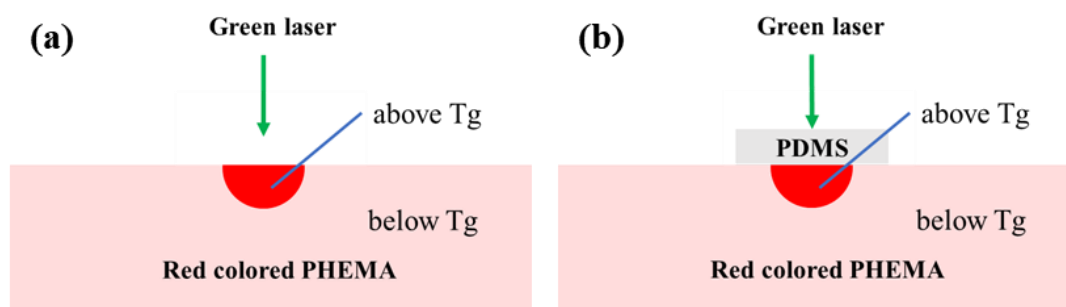 (a)
Green laser
above Tg
below Tg
Red colored PHEMA
(b)
Green laser
above Tg
PDMS
below Tg
Red colored PHEMA